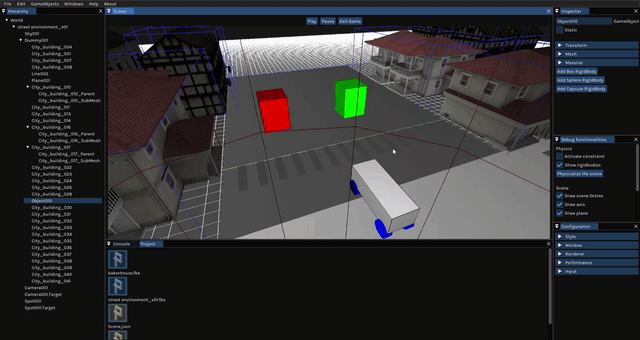 File Edit GameObjects Windows Help About
Hierarchy
World
street environment_v01
Sky001
Dummy001
City_building_004
City_building_001
City_building_007
City_building_009
Line002
Plane001
City_building_010
City_building_010_Parent
City_building_010_SubMesh
City_building_011
City_building_013
City_building_014
City_building_016
City_building_016_Parent
City_building_016_SubMesh
City_building_017
City_building_017_Parent
City_building_017_SubMesh
City_building_022
City_building_023
City_building_024
City_building_026
City_building_028
Object010
City_building_030
City_building_031
City_building_032
City_building_033
City_building_034
City_building_035
City_building_036
City_building_037
City_building_038
City_building_039
City_building_040
City_building_041
Camera001
Camera001.Target
Spot001
Spot001.Target
Scene
Play Pause Exit Game
Console Project
bakerhouse.fbx
street environment_v01.fbx
Scene.json
Inspector
Object010 GameObject
Static
Transform
Mesh
Material
Add Box RigidBody
Add Sphere RigidBody
Add Capsule RigidBody
Debug functionalities
Physics
Activate constraint
Show rigidbodies
Physicalize the scene
Scene
Draw scene Octree
Draw axis
Draw plane
Configuration
Style
Window
Renderer
Performance
Input